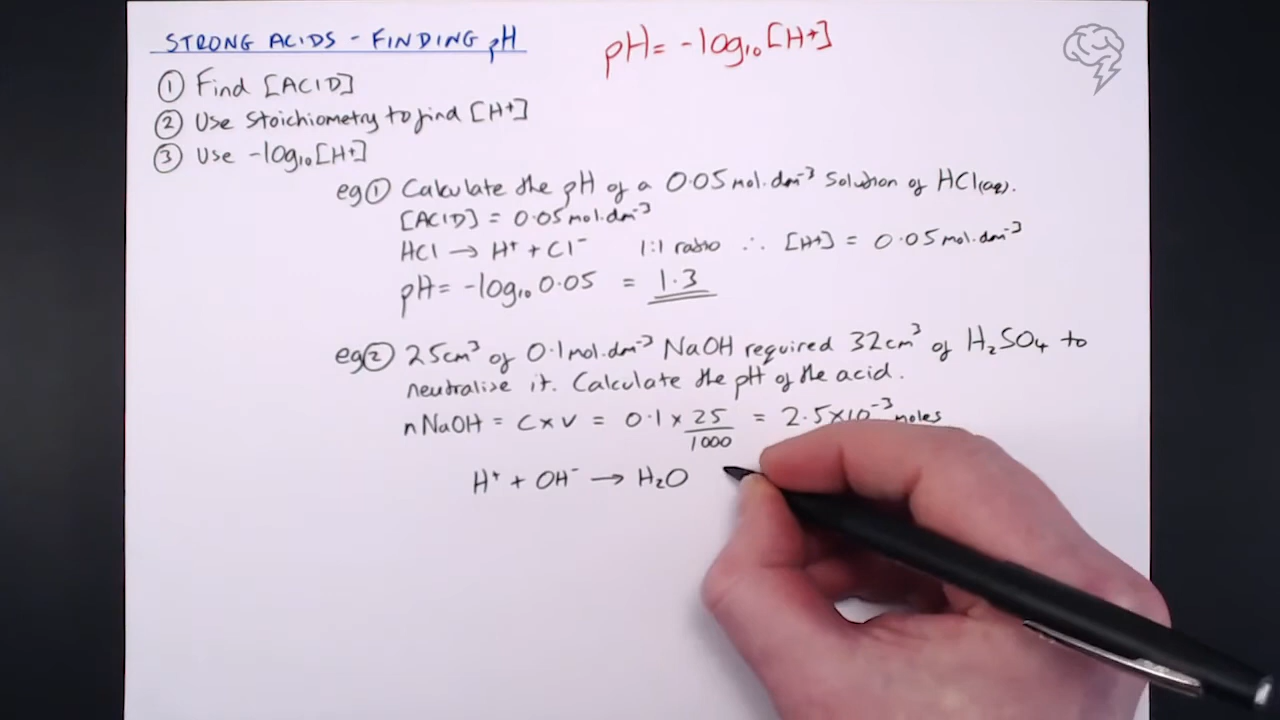 STRONG ACIDS - FINDING pH
pH = -log₁₀[H+]
① Find [ACID]
② Use Stoichiometry to find [H+]
③ Use -log₁₀[H+]
eg① Calculate the pH of a 0.05 mol.dm⁻³ solution of HCl(aq).
[ACID] = 0.05 mol.dm⁻³
HCl → H⁺ + Cl⁻ 1:1 ratio ∴ [H+] = 0.05 mol.dm⁻³
pH = -log₁₀ 0.05 = 1.3
eg② 25cm³ of 0.1 mol.dm⁻³ NaOH required 32cm³ of H₂SO₄ to
neutralise it. Calculate the pH of the acid.
nNaOH = C × V = 0.1 × 25/1000 = 2.5×10⁻³ moles
H⁺ + OH⁻ → H₂O